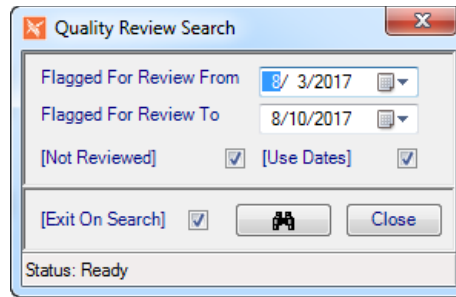 Quality Review Search
Flagged For Review From 8/ 3/2017
Flagged For Review To 8/10/2017
[Not Reviewed] [Use Dates]
[Exit On Search] Close
Status: Ready